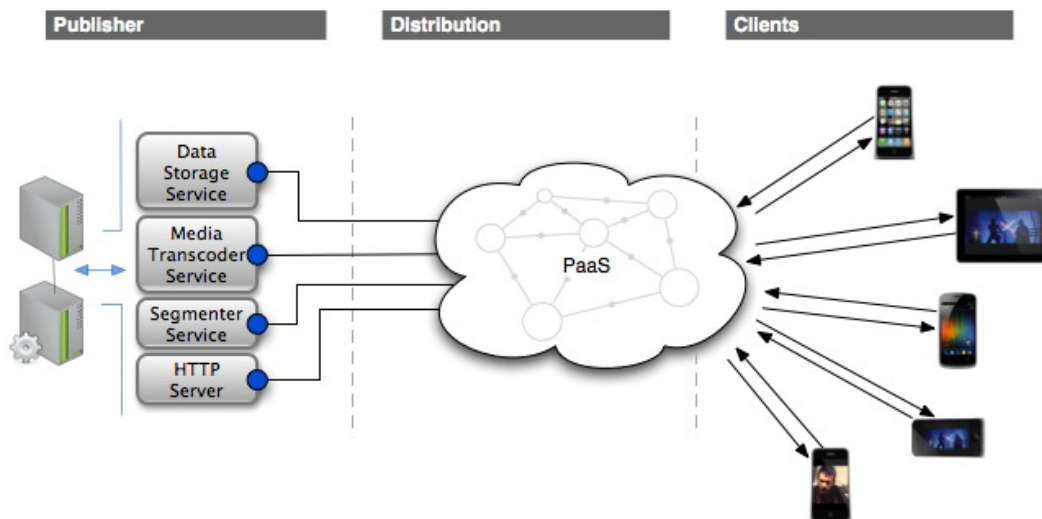 Publisher
Distribution
Clients
Data
Storage
Service
Media
Transcoder
Service
Segmenter
Service
HTTP
Server
PaaS